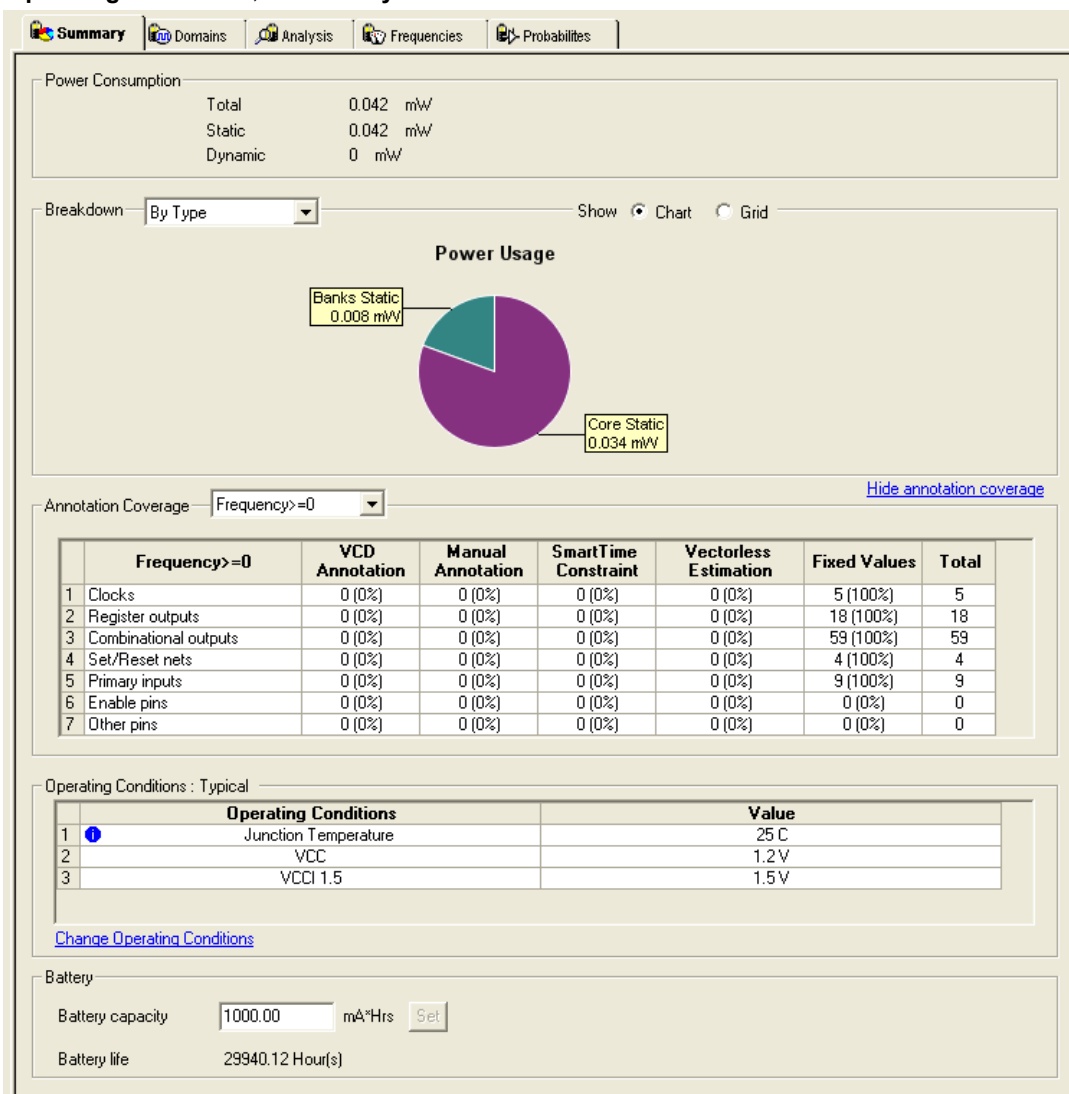 Summary Domains Analysis Frequencies Probabilites
Power Consumption
Total 0.042 mW
Static 0.042 mW
Dynamic 0 mW
Breakdown By Type Show Chart Grid
Power Usage
Banks Static
0.008 mW
Core Static
0.034 mW
Hide annotation coverage
Annotation Coverage Frequency>=0
Frequency>=0 VCD Annotation Manual Annotation SmartTime Constraint Vectorless Estimation Fixed Values Total
1 Clocks 0 (0%) 0 (0%) 0 (0%) 0 (0%) 5 (100%) 5
2 Register outputs 0 (0%) 0 (0%) 0 (0%) 0 (0%) 18 (100%) 18
3 Combinational outputs 0 (0%) 0 (0%) 0 (0%) 0 (0%) 59 (100%) 59
4 Set/Reset nets 0 (0%) 0 (0%) 0 (0%) 0 (0%) 4 (100%) 4
5 Primary inputs 0 (0%) 0 (0%) 0 (0%) 0 (0%) 9 (100%) 9
6 Enable pins 0 (0%) 0 (0%) 0 (0%) 0 (0%) 0 (0%) 0
7 Other pins 0 (0%) 0 (0%) 0 (0%) 0 (0%) 0 (0%) 0
Operating Conditions : Typical
Operating Conditions Value
1 Junction Temperature 25 C
2 VCC 1.2 V
3 VCCI 1.5 1.5 V
Change Operating Conditions
Battery
Battery capacity 1000.00 mA*Hrs Set
Battery life 29940.12 Hour(s)